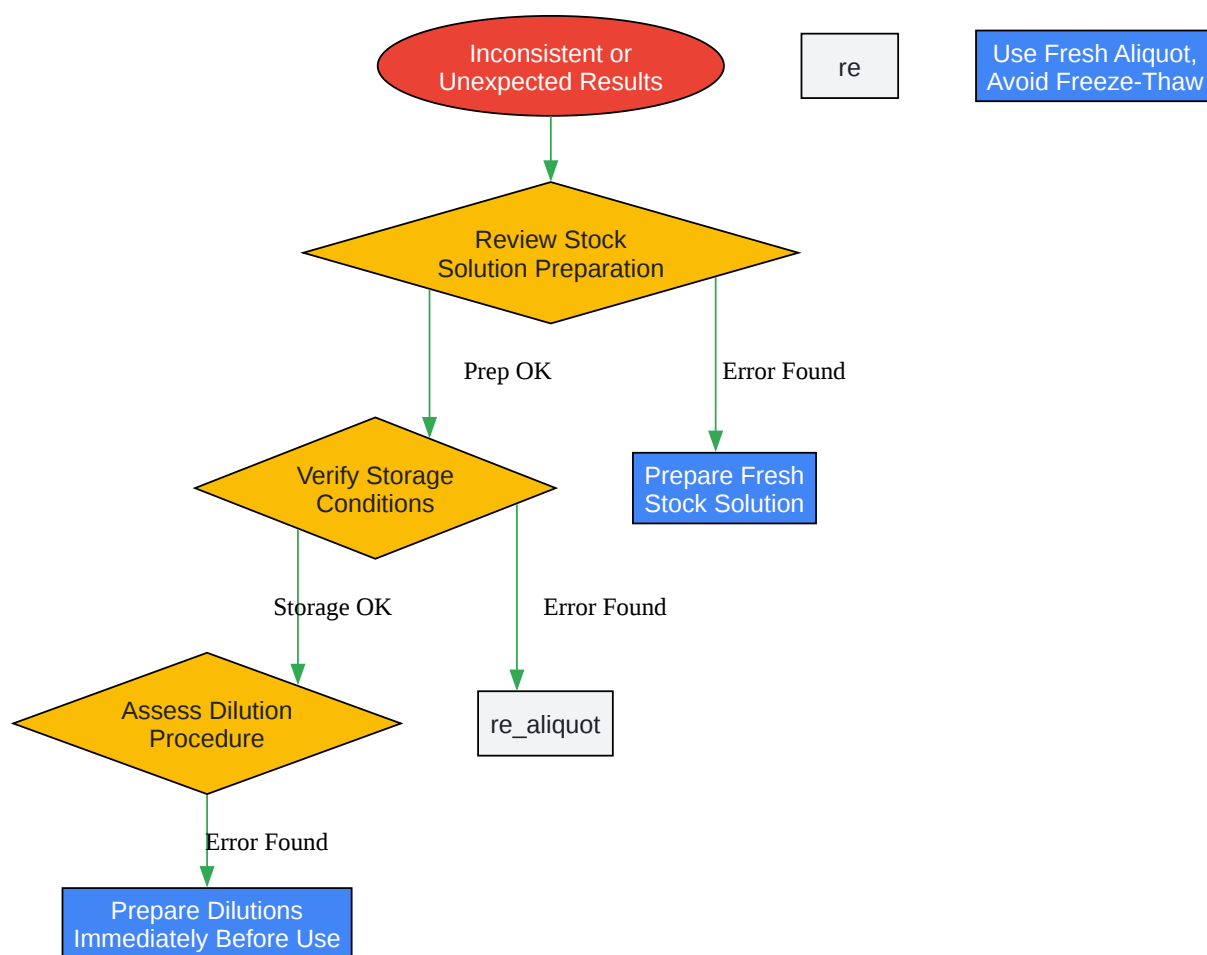 Inconsistent or
Unexpected Results
re
Use Fresh Aliquot,
Avoid Freeze-Thaw
Review Stock
Solution Preparation
Prep OK
Error Found
Verify Storage
Conditions
Prepare Fresh
Stock Solution
Storage OK
Error Found
Assess Dilution
Procedure
re_aliquot
Error Found
Prepare Dilutions
Immediately Before Use